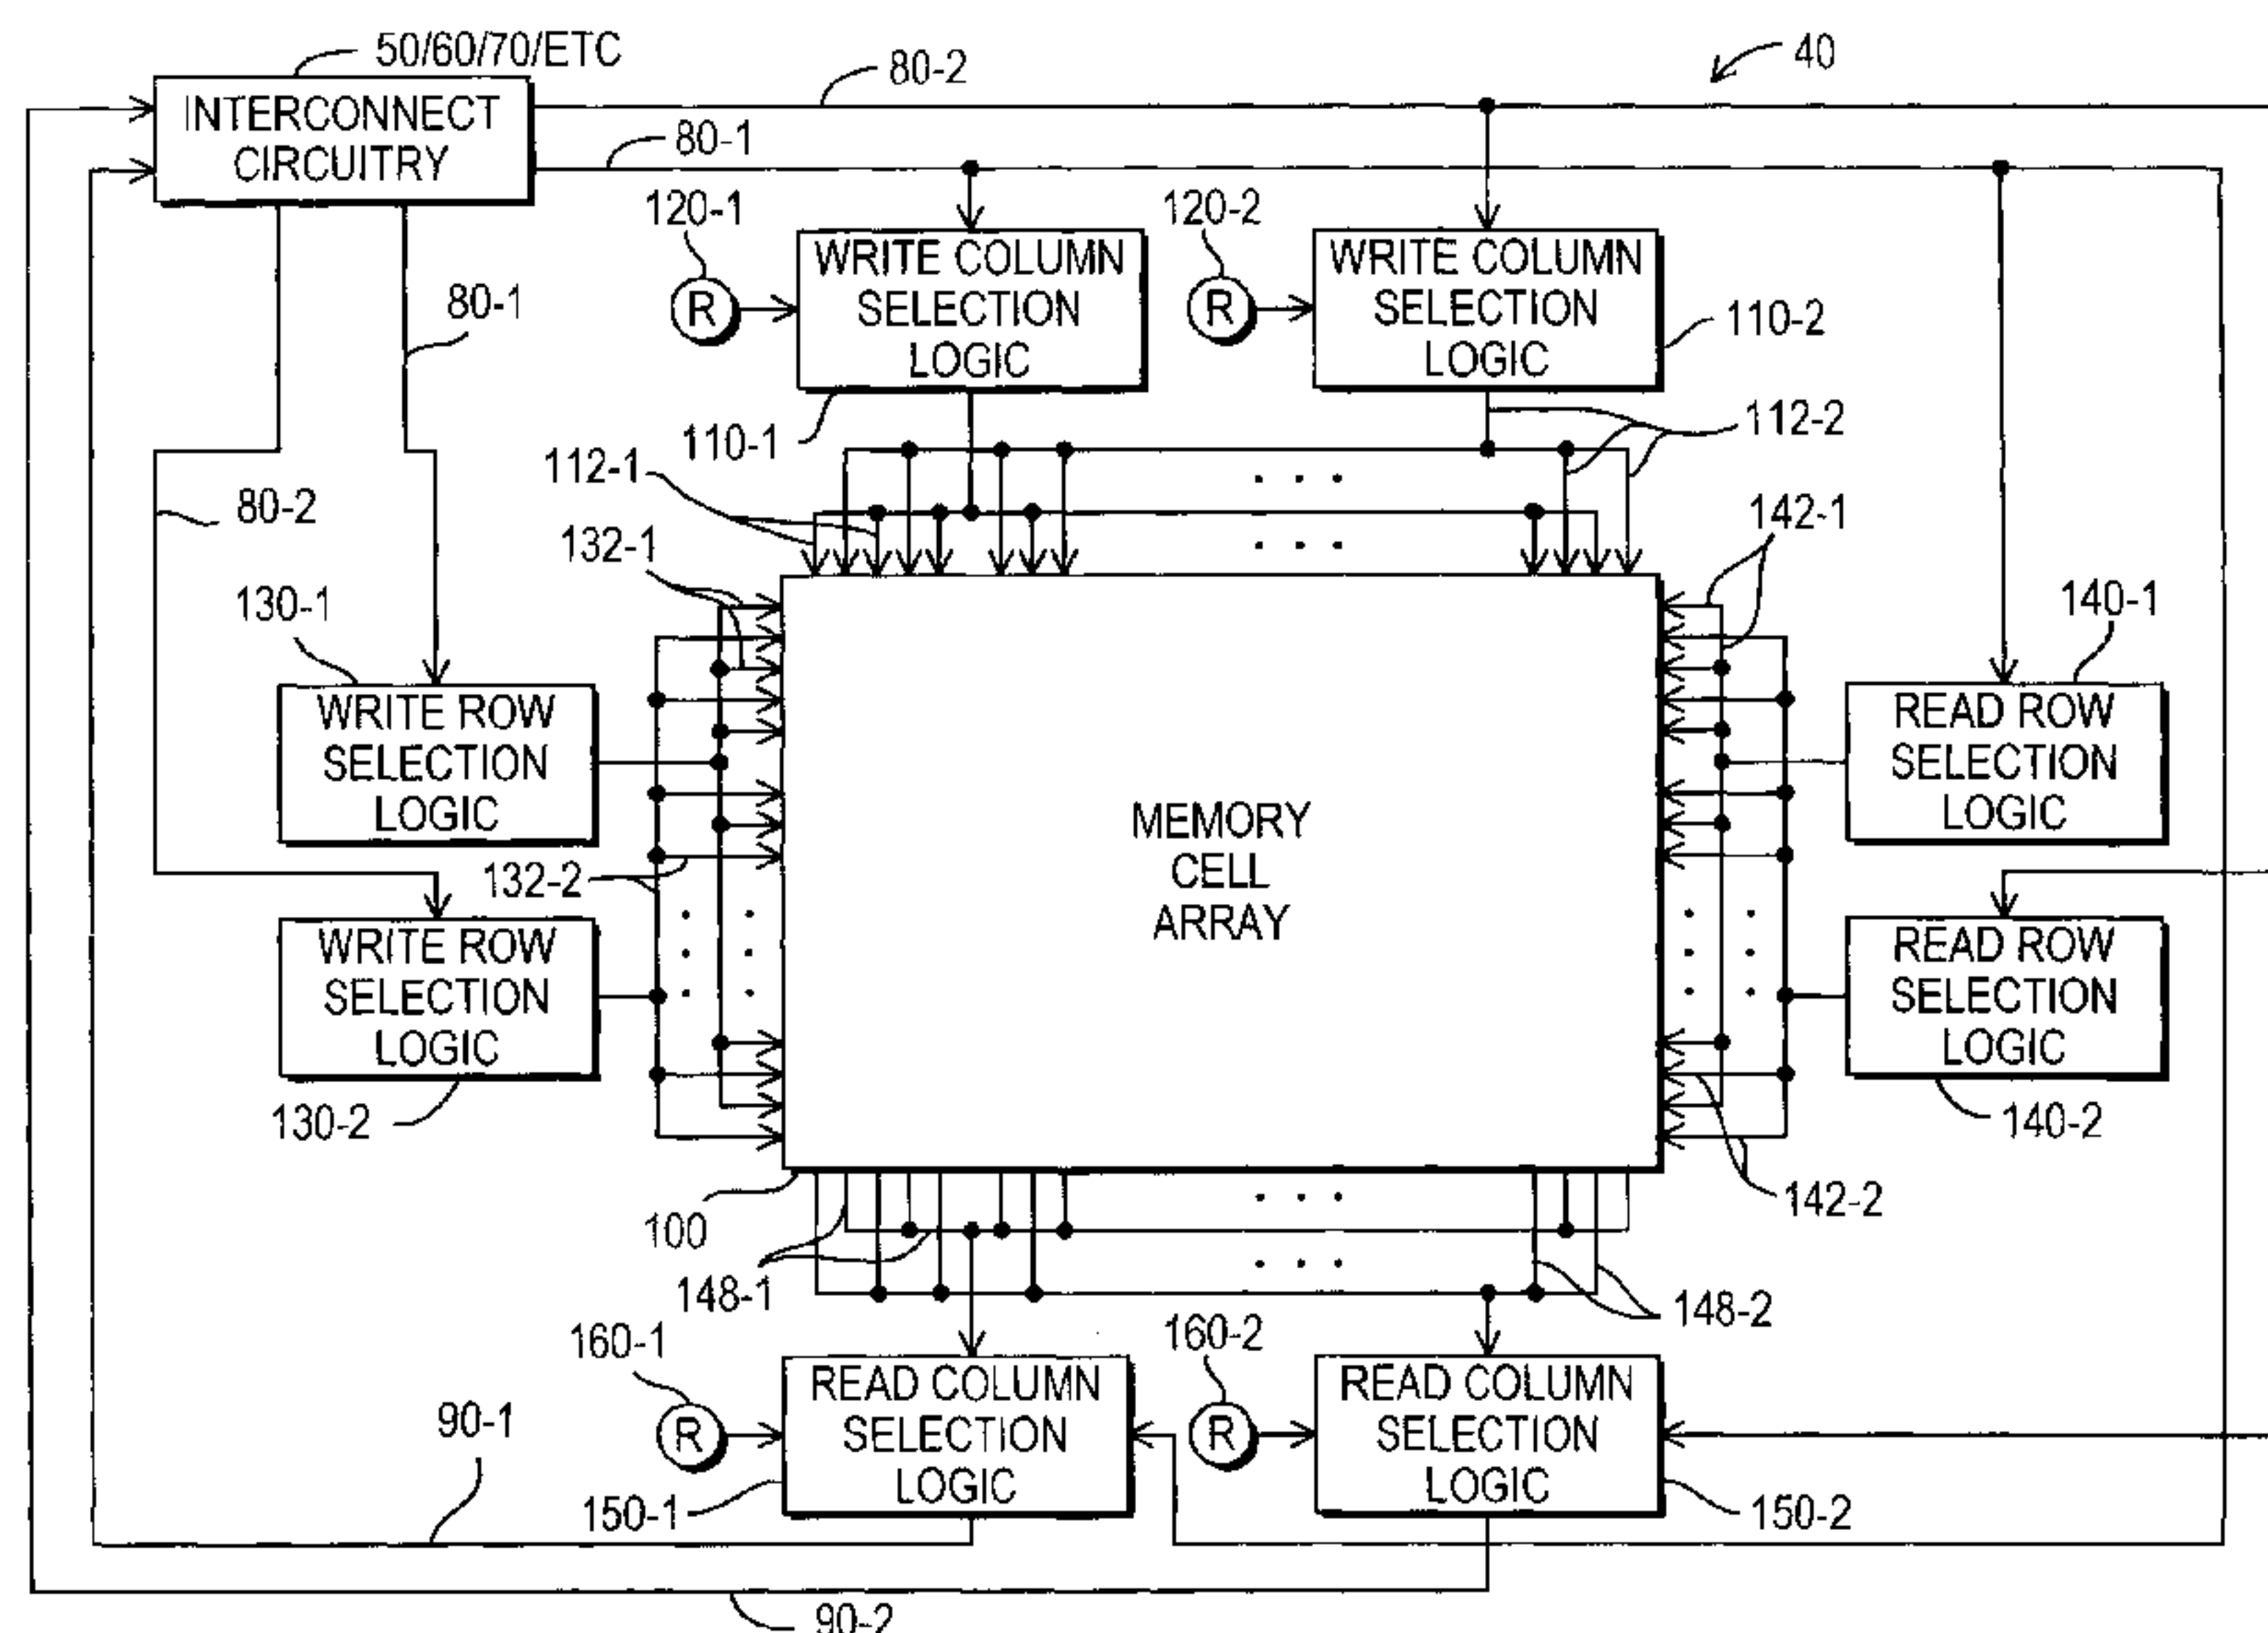 50/60/70/ETC
INTERCONNECT
CIRCUITRY
80-2
40
80-1
120-1
120-2
WRITE COLUMN
SELECTION
LOGIC
WRITE COLUMN
SELECTION
LOGIC
R
R
80-1
110-2
110-1
112-2
112-1
80-2
132-1
142-1
130-1
140-1
WRITE ROW
SELECTION
LOGIC
READ ROW
SELECTION
LOGIC
MEMORY
CELL
ARRAY
132-2
WRITE ROW
SELECTION
LOGIC
READ ROW
SELECTION
LOGIC
130-2
140-2
142-2
100
148-1
148-2
160-1
160-2
READ COLUMN
SELECTION
LOGIC
READ COLUMN
SELECTION
LOGIC
R
R
90-1
150-1
150-2
90-2